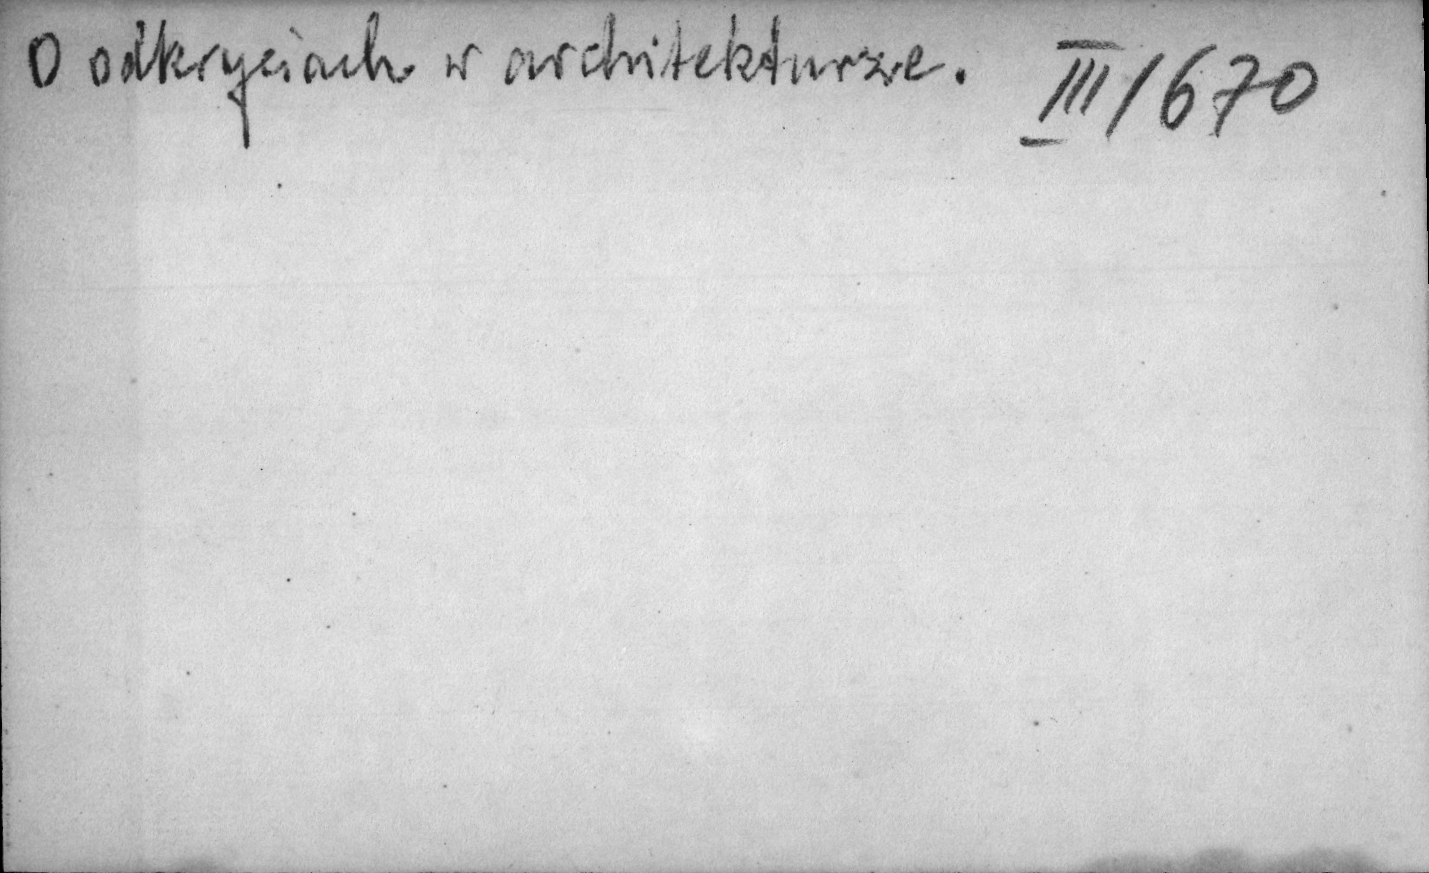 O odkryciach w architekturze. III/670